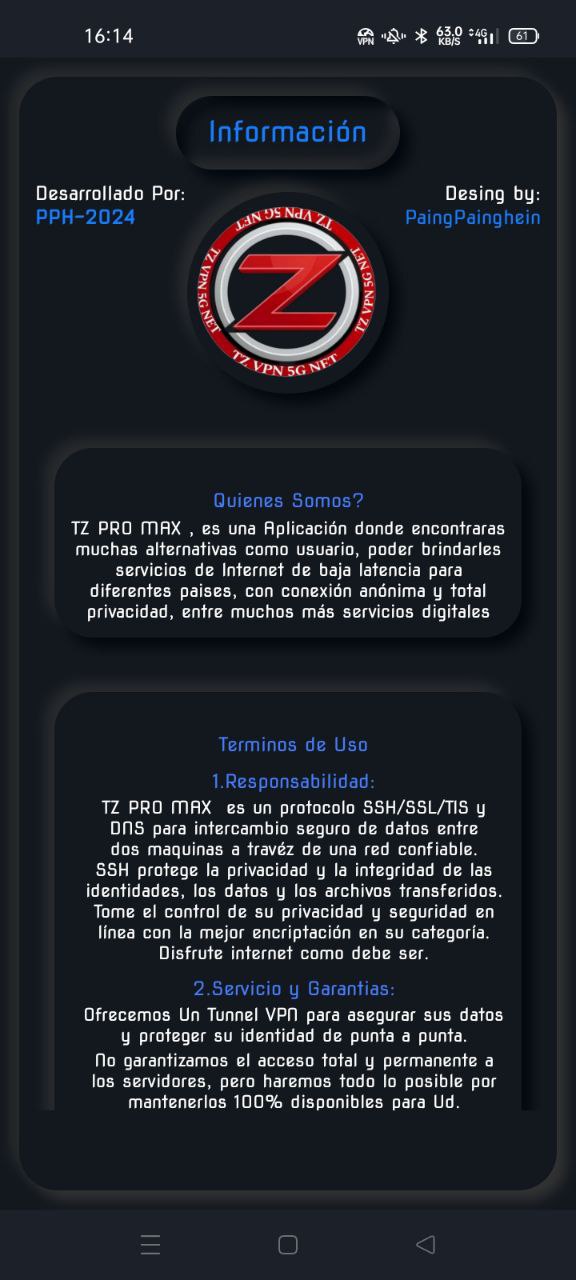 16:14
VPN
63.0
KB/S
4G
61
Información
Desarrollado Por:
PPH-2024
Desing by:
PaingPainghein
TZ VPN 5G NET
TZ VPN 5G NET
TZ VPN 5G NET
TZ VPN 5G NET
Z
Quienes Somos?
TZ PRO MAX , es una Aplicación donde encontraras
muchas alternativas como usuario, poder brindarles
servicios de Internet de baja latencia para
diferentes paises, con conexión anónima y total
privacidad, entre muchos más servicios digitales
Terminos de Uso
1.Responsabilidad:
TZ PRO MAX  es un protocolo SSH/SSL/TlS y
DNS para intercambio seguro de datos entre
dos maquinas a travéz de una red confiable.
SSH protege la privacidad y la integridad de las
identidades, los datos y los archivos transferidos.
Tome el control de su privacidad y seguridad en
línea con la mejor encriptación en su categoría.
Disfrute internet como debe ser.
2.Servicio y Garantias:
Ofrecemos Un Tunnel VPN para asegurar sus datos
y proteger su identidad de punta a punta.
No garantizamos el acceso total y permanente a
los servidores, pero haremos todo lo posible por
mantenerlos 100% disponibles para Ud.